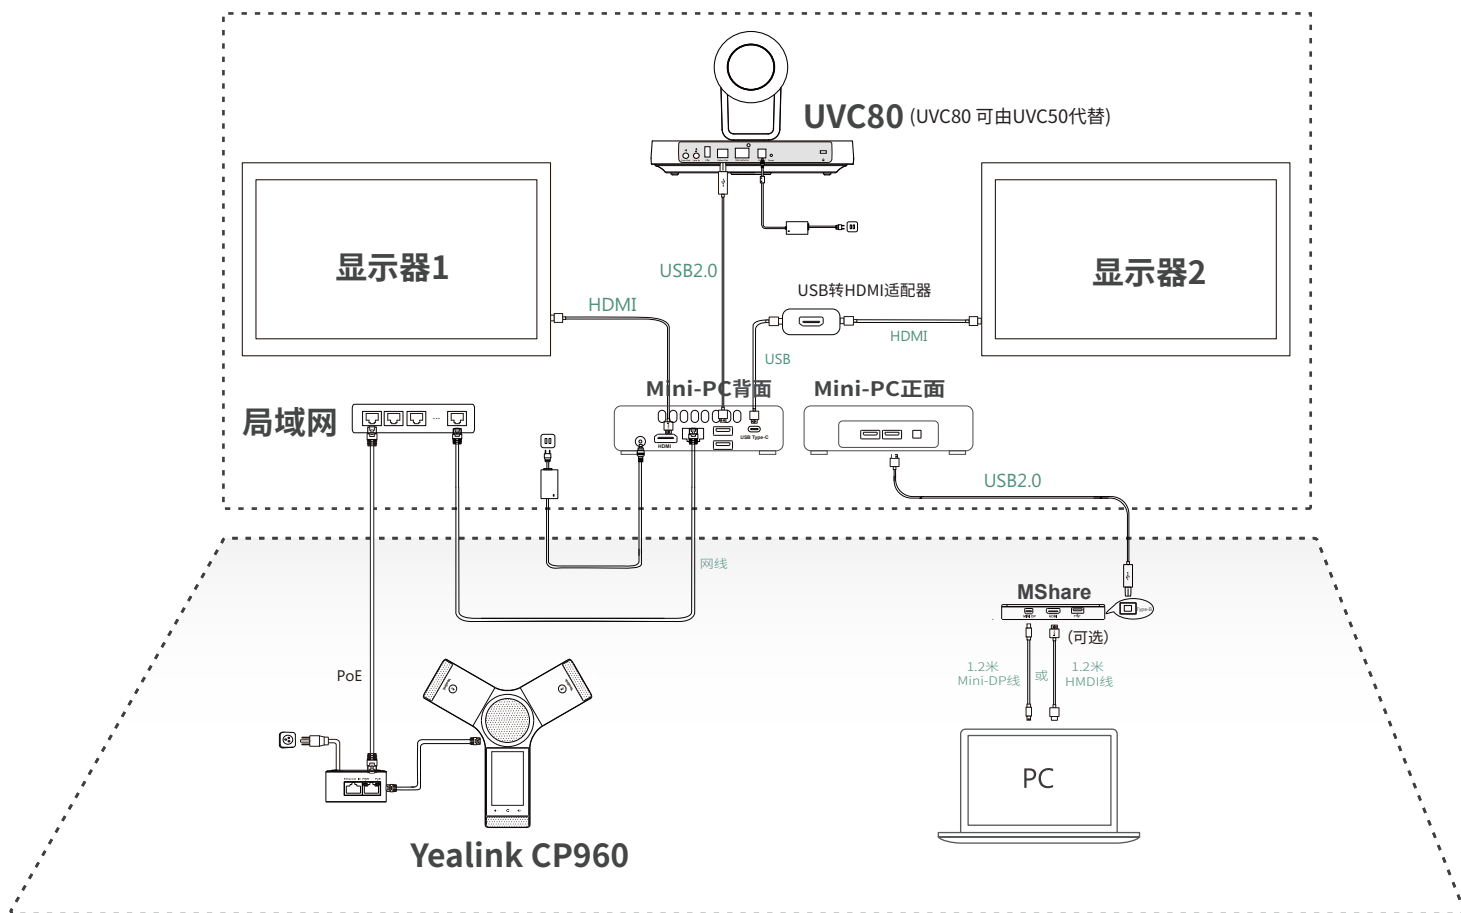 UVC80 (UVC80 可由UVC50代替)
显示器1
USB2.0
显示器2
USB转HDMI适配器
HDMI
HDMI
USB
Mini-PC背面
Mini-PC正面
局域网
HDMI
USB Type-C
USB2.0
网线
MShare
Type-B
MINI DP
HDMI
(可选)
PoE
1.2米
Mini-DP线
或
1.2米
HMDI线
PC
Yealink CP960